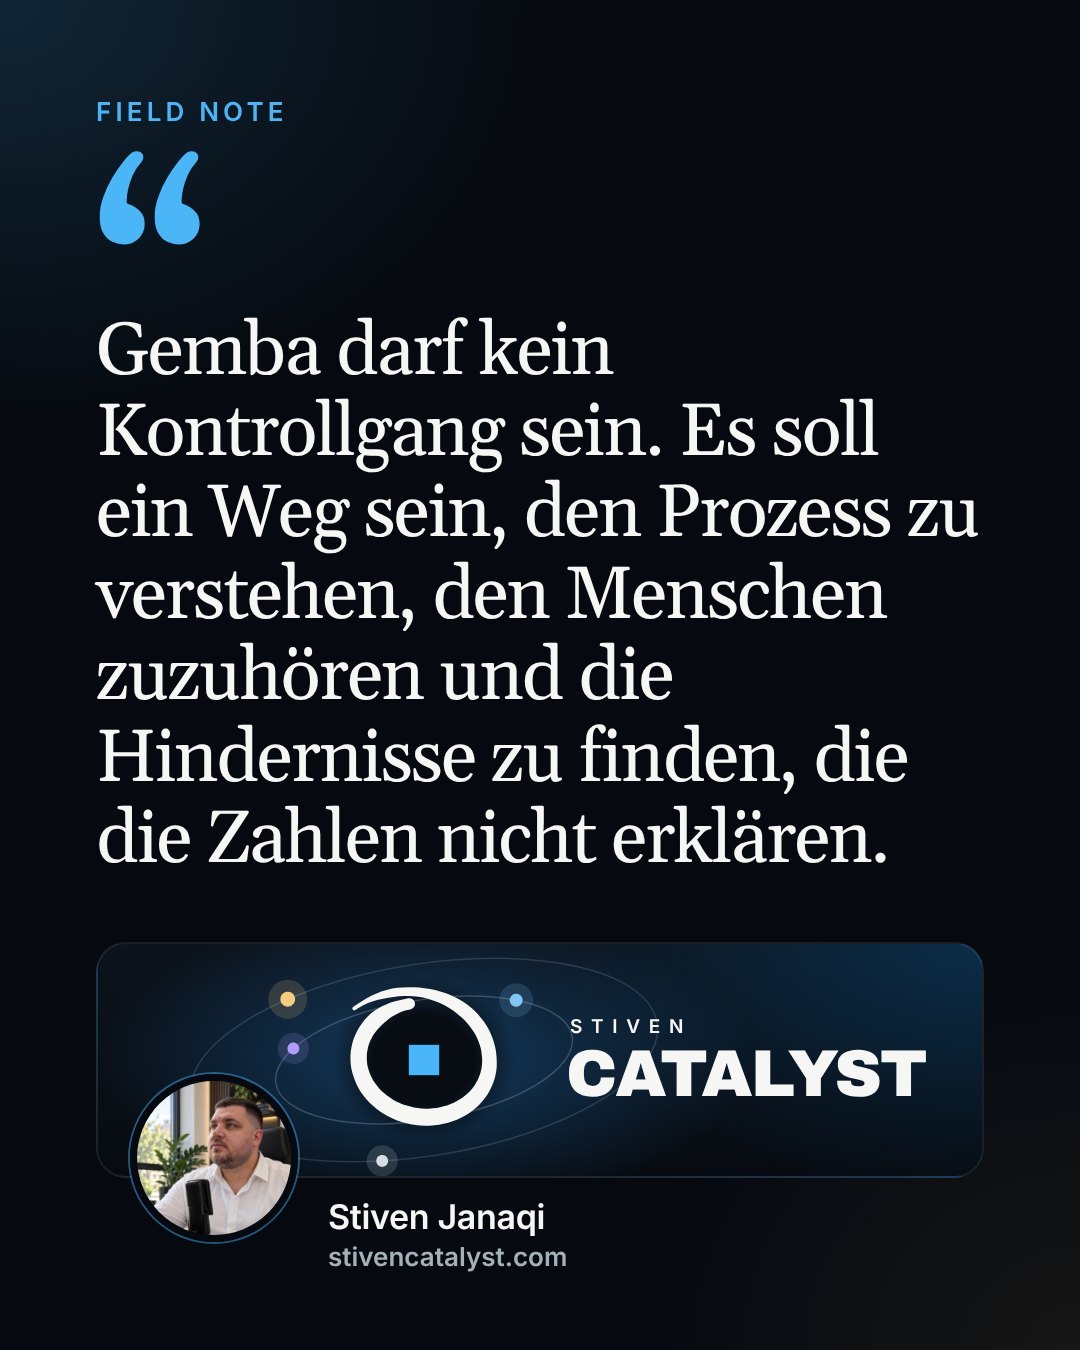 FIELD NOTE
“
Gemba darf kein
Kontrollgang sein. Es soll
ein Weg sein, den Prozess zu
verstehen, den Menschen
zuzuhören und die
Hindernisse zu finden, die
die Zahlen nicht erklären.
STIVEN
CATALYST
Stiven Janaqi
stivencatalyst.com